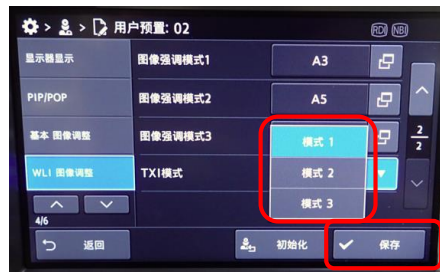 > > 用户预置: 02 RDI NBI
显示器显示 图像强调模式1 A3
PIP/POP 图像强调模式2 A5
基本 图像调整 图像强调模式3 模式 1 2
2
WLI 图像调整 TXI模式 模式 2
模式 3
4/6
返回 初始化 保存